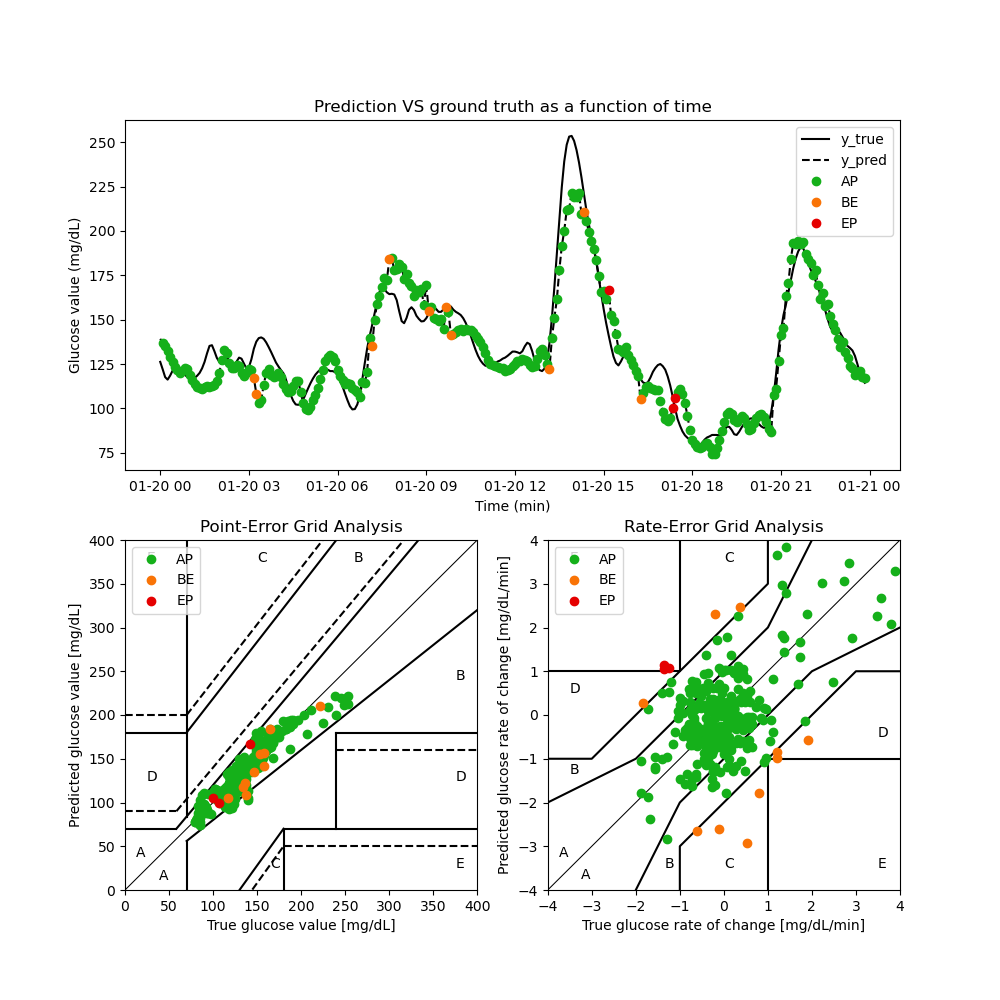 Prediction VS ground truth as a function of time
Glucose value (mg/dL)
250
225
200
175
150
125
100
75
y_true
y_pred
AP
BE
EP
01-20 00 01-20 03 01-20 06 01-20 09 01-20 12 01-20 15 01-20 18 01-20 21 01-21 00
Time (min)
Point-Error Grid Analysis
Predicted glucose value [mg/dL]
400
350
300
250
200
150
100
50
0
AP
BE
EP
C
B
B
D
D
A
A
C
E
0 50 100 150 200 250 300 350 400
True glucose value [mg/dL]
Rate-Error Grid Analysis
Predicted glucose rate of change [mg/dL/min]
4
3
2
1
0
−1
−2
−3
−4
AP
BE
EP
C
D
D
B
A
A
B
C
E
−4 −3 −2 −1 0 1 2 3 4
True glucose rate of change [mg/dL/min]